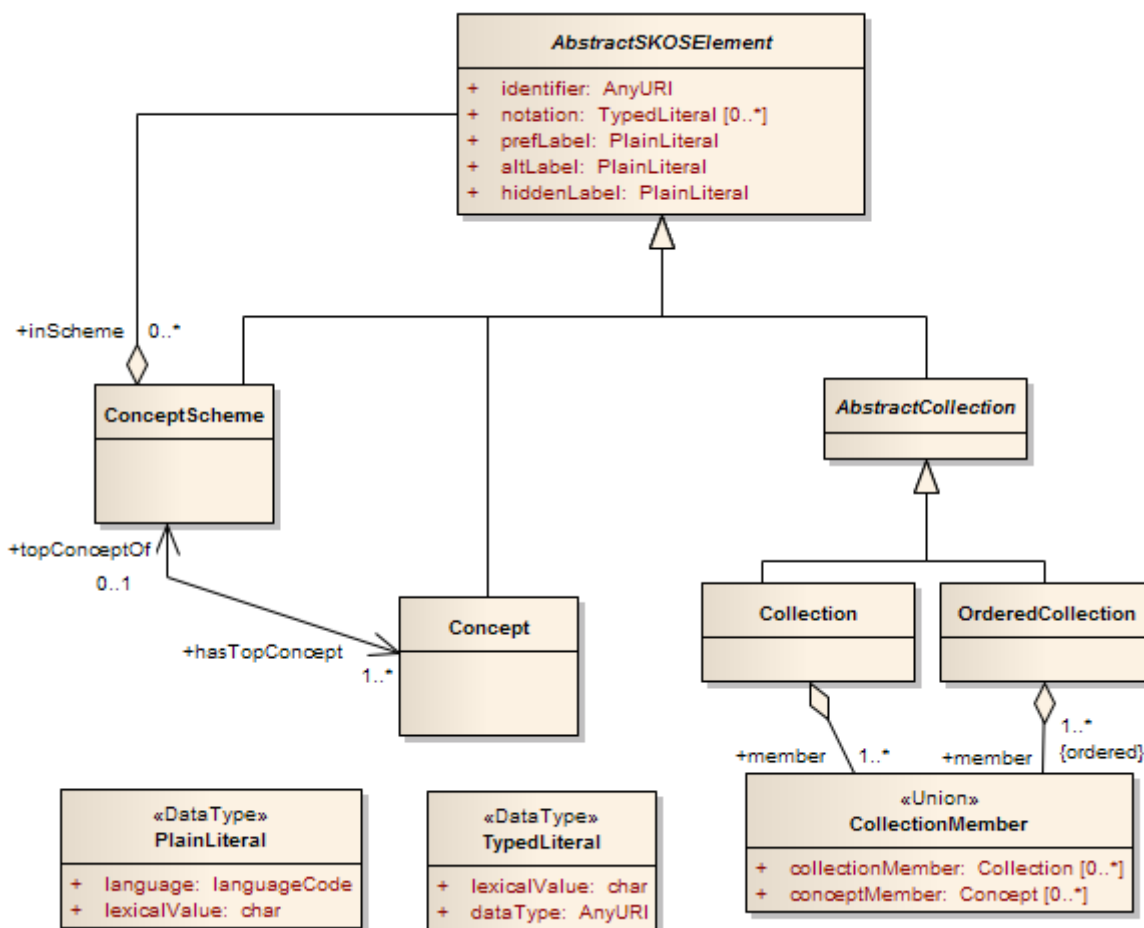 AbstractSKOSElement
+ identifier: AnyURI
+ notation: TypedLiteral [0..*]
+ prefLabel: PlainLiteral
+ altLabel: PlainLiteral
+ hiddenLabel: PlainLiteral
+inScheme 0..*
ConceptScheme
AbstractCollection
+topConceptOf
0..1
+hasTopConcept
1..*
Concept
Collection
OrderedCollection
+member 1..*
+member 1..*
{ordered}
«DataType»
PlainLiteral
+ language: languageCode
+ lexicalValue: char
«DataType»
TypedLiteral
+ lexicalValue: char
+ dataType: AnyURI
«Union»
CollectionMember
+ collectionMember: Collection [0..*]
+ conceptMember: Concept [0..*]